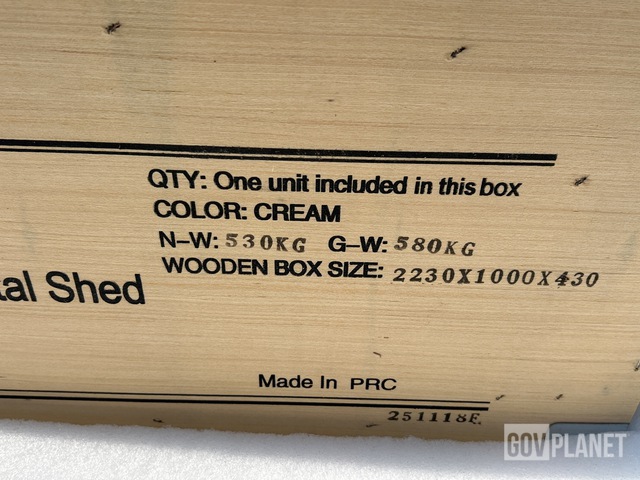 QTY: One unit included in this box
COLOR: CREAM
N-W: 530KG G-W: 580KG
WOODEN BOX SIZE: 2230X1000X430
Shed
Made In PRC
251118E.
GOVPLANET